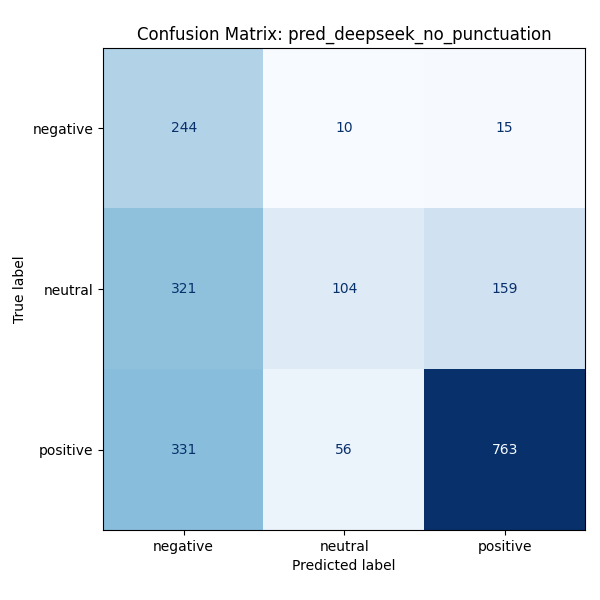 Confusion Matrix: pred_deepseek_no_punctuation
negative
244
10
15
neutral
321
104
159
positive
331
56
763
negative
neutral
positive
Predicted label
True label